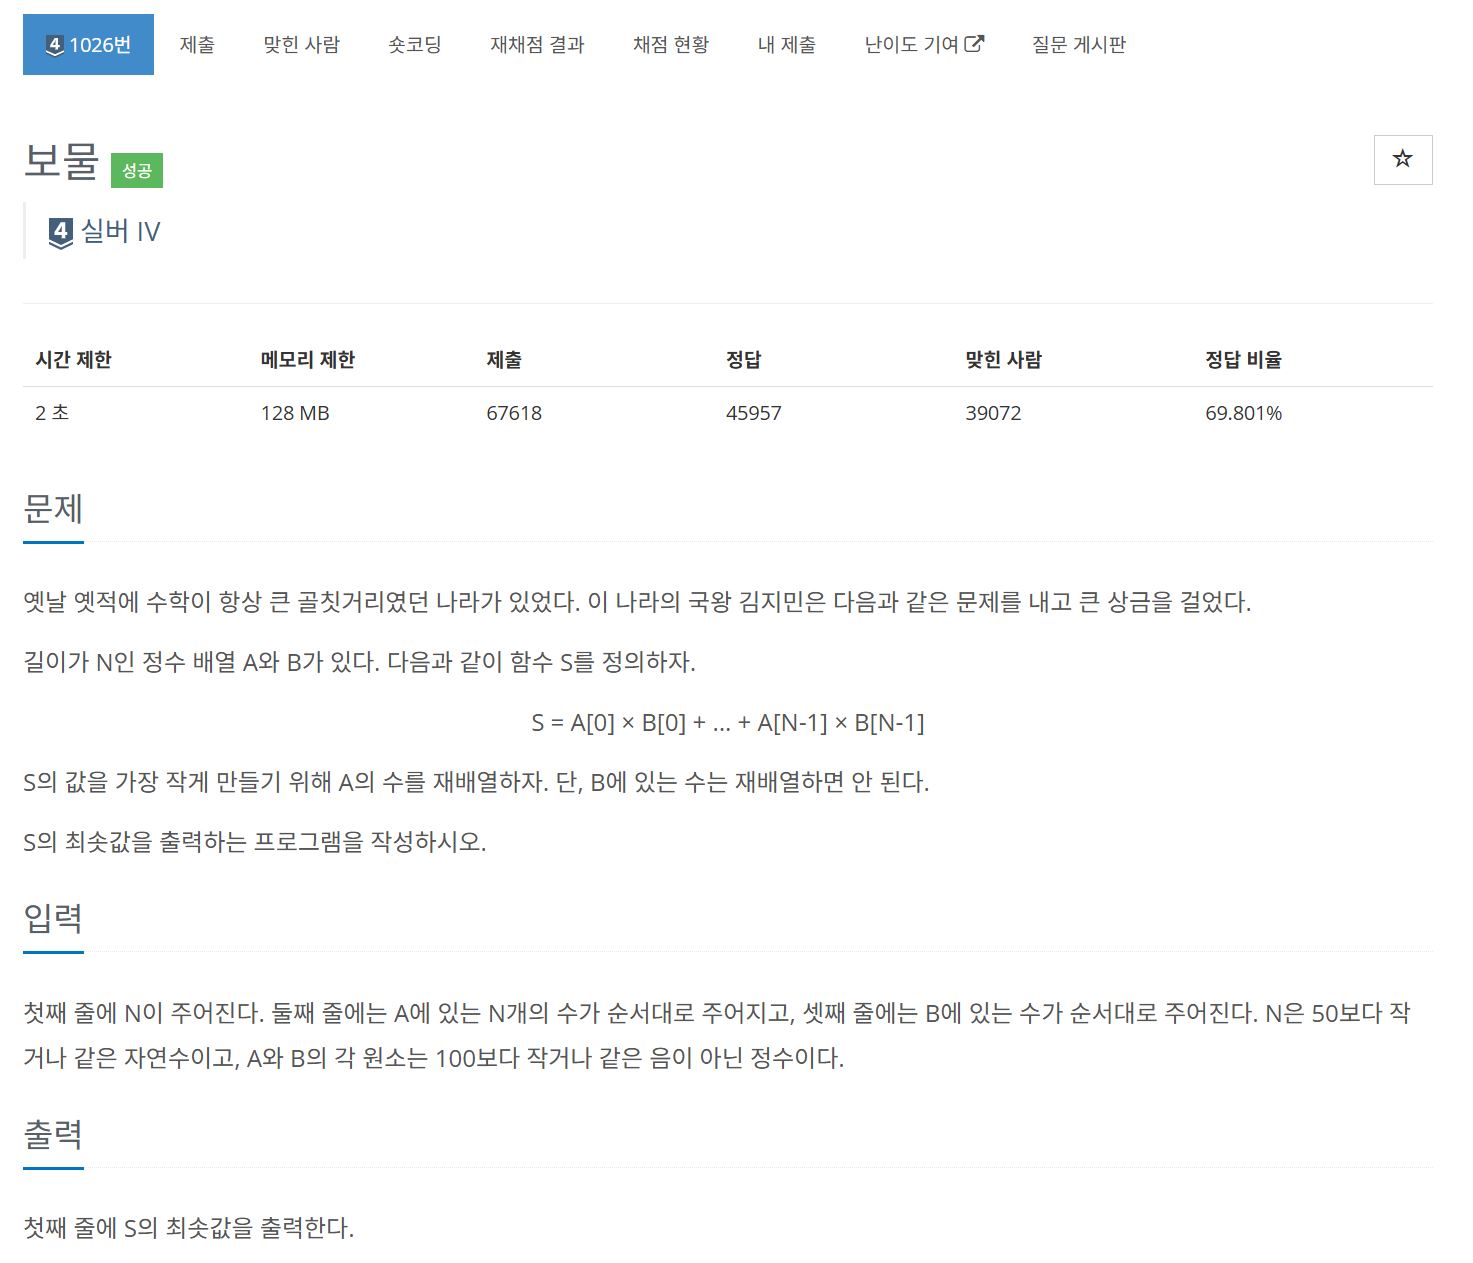 4 1026번 제출 맞힌 사람 숏코딩 재채점 결과 채점 현황 내 제출 난이도 기여 질문 게시판
보물 성공
4 실버 IV
시간 제한 메모리 제한 제출 정답 맞힌 사람 정답 비율
2 초 128 MB 67618 45957 39072 69.801%
문제
옛날 옛적에 수학이 항상 큰 골칫거리였던 나라가 있었다. 이 나라의 국왕 김지민은 다음과 같은 문제를 내고 큰 상금을 걸었다.
길이가 N인 정수 배열 A와 B가 있다. 다음과 같이 함수 S를 정의하자.
S = A[0] × B[0] + ... + A[N-1] × B[N-1]
S의 값을 가장 작게 만들기 위해 A의 수를 재배열하자. 단, B에 있는 수는 재배열하면 안 된다.
S의 최솟값을 출력하는 프로그램을 작성하시오.
입력
첫째 줄에 N이 주어진다. 둘째 줄에는 A에 있는 N개의 수가 순서대로 주어지고, 셋째 줄에는 B에 있는 수가 순서대로 주어진다. N은 50보다 작
거나 같은 자연수이고, A와 B의 각 원소는 100보다 작거나 같은 음이 아닌 정수이다.
출력
첫째 줄에 S의 최솟값을 출력한다.